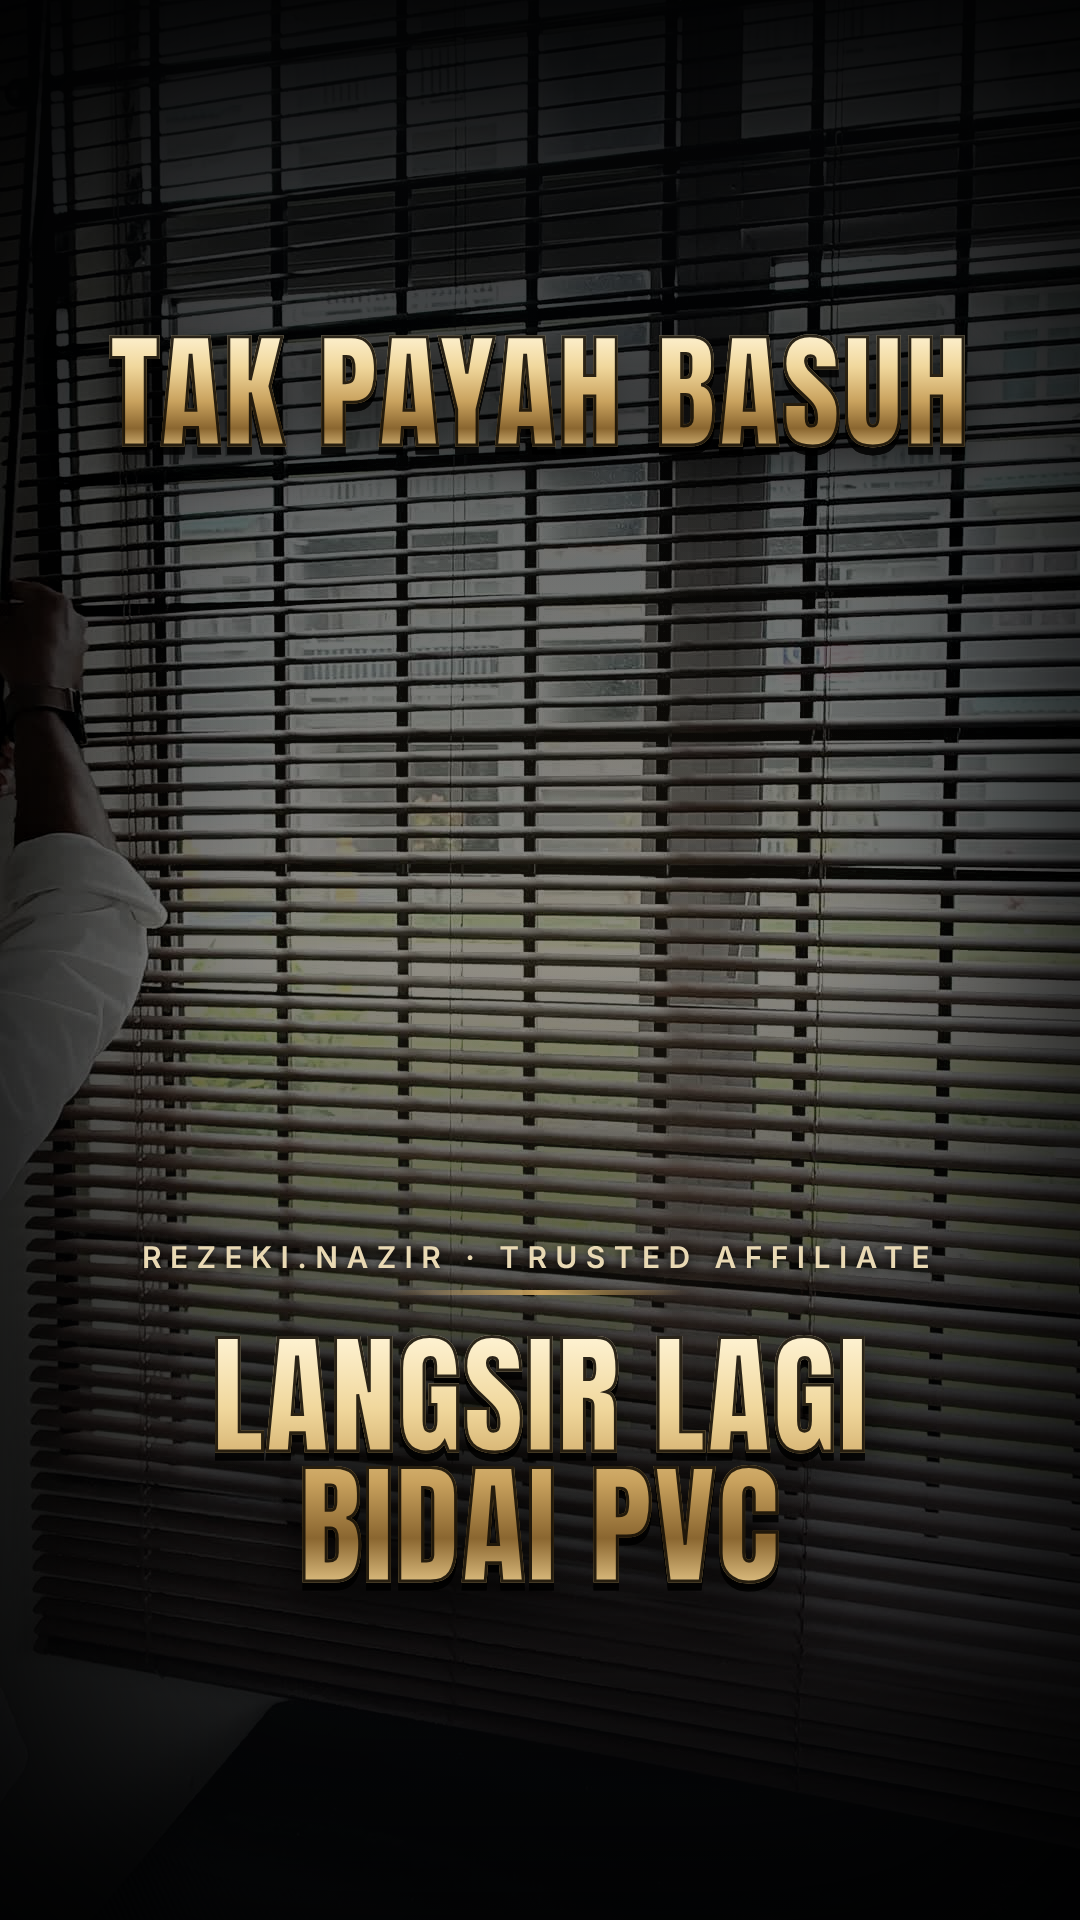 TAK PAYAH BASUH
REZEKI.NAZIR · TRUSTED AFFILIATE
LANGSIR LAGI
BIDAI PVC